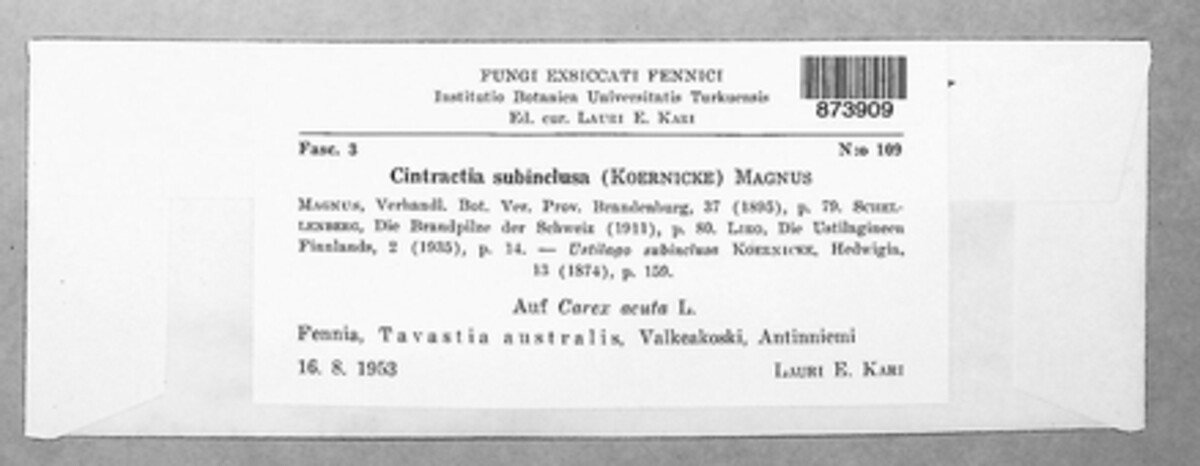 FUNGI EXSICCATI FENNICI
Instituto Botanica Universitatis Turkuensis
Ed. cur. LAURI E. KARI
873909
Fasc. 3 N:o 109
Cintractia subinclusa (KOERNICKE) MAGNUS
MAGNUS, Verhandl. Bot. Ver. Prov. Brandenburg, 37 (1895), p. 79. SCHEL-
LENBERG, Die Brandpilze der Schweiz (1911), p. 80. LIRO, Die Ustilagineen
Finnlands, 2 (1935), p. 14. — Ustilago subinclusa KOERNICKE, Hedwigia,
13 (1874), p. 159.
Auf Carex acuta L.
Fennia, Tavastia australis, Valkeakoski, Antinniemi
16. 8. 1953 LAURI E. KARI